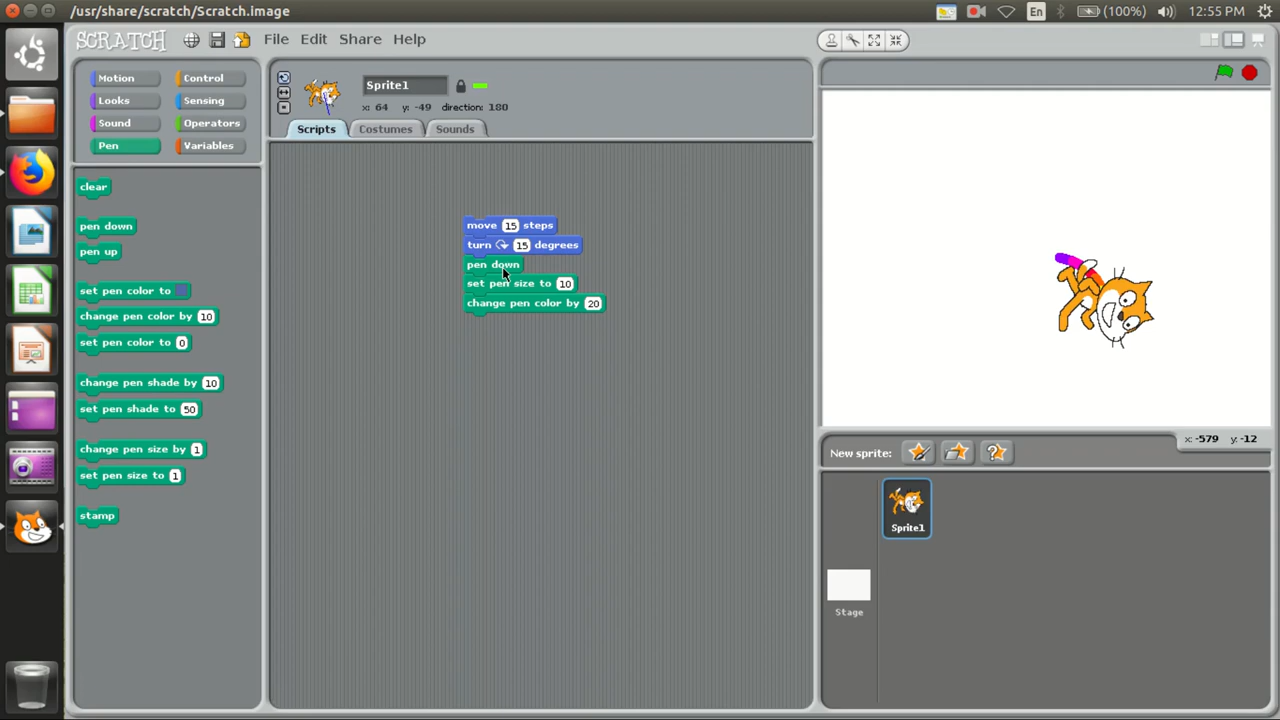 /usr/share/scratch/Scratch.image
En
(100%)
12:55 PM
SCRATCH
File Edit Share Help
Motion Control
Looks Sensing
Sound Operators
Pen Variables
clear
pen down
pen up
set pen color to
change pen color by 10
set pen color to 0
change pen shade by 10
set pen shade to 50
change pen size by 1
set pen size to 1
stamp
Sprite1
x: 64 y: -49 direction: 180
Scripts Costumes Sounds
move 15 steps
turn 15 degrees
pen down
set pen size to 10
change pen color by 20
x: -579 y: -12
New sprite:
Sprite1
Stage